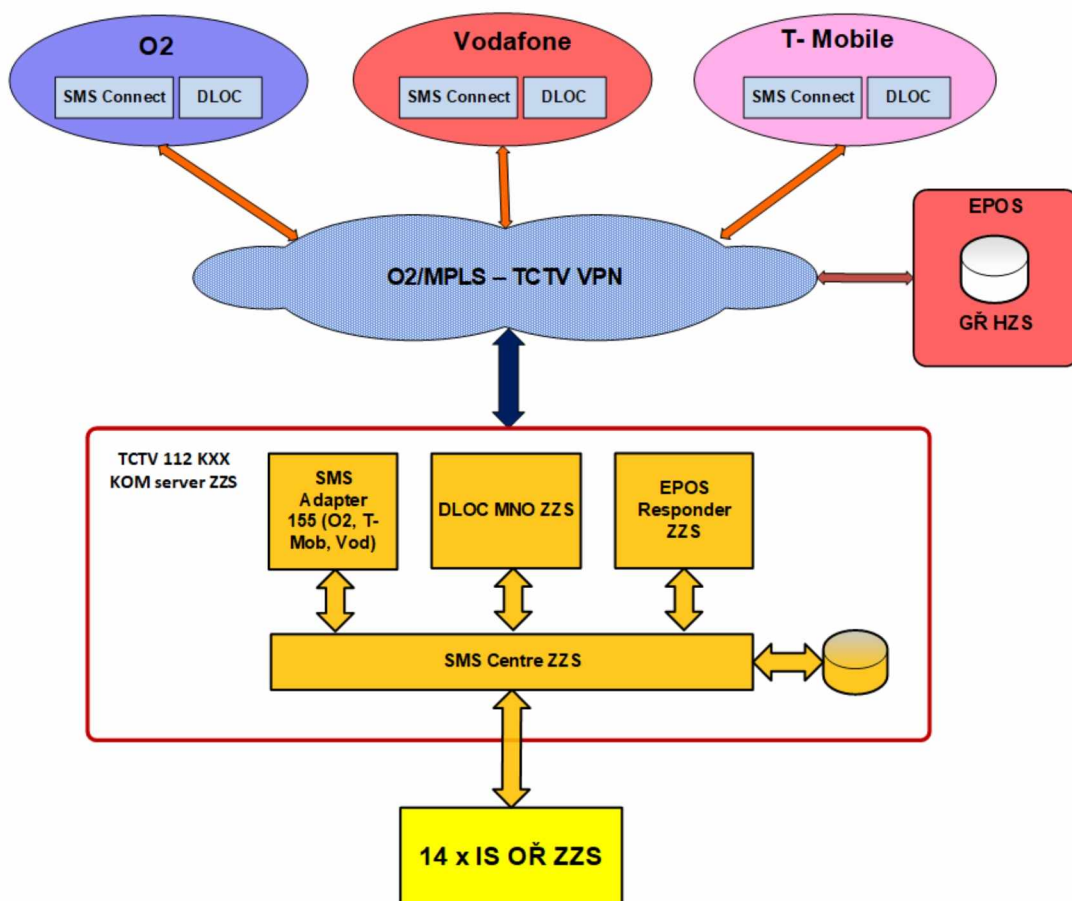 O2
SMS Connect
DLOC
Vodafone
SMS Connect
DLOC
T- Mobile
SMS Connect
DLOC
O2/MPLS – TCTV VPN
EPOS
GŘ HZS
TCTV 112 KXX
KOM server ZZS
SMS
Adapter
155 (O2, T-
Mob, Vod)
DLOC MNO ZZS
EPOS
Responder
ZZS
SMS Centre ZZS
14 x IS OŘ ZZS